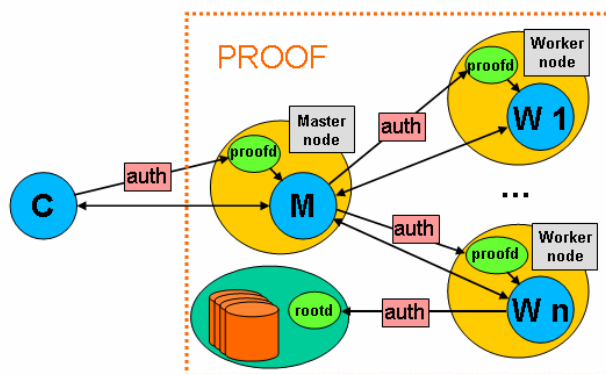 PROOF
Worker
node
proofd
W 1
Master
node
auth
proofd
auth
C
M
...
auth
Worker
node
proofd
W n
rootd
auth